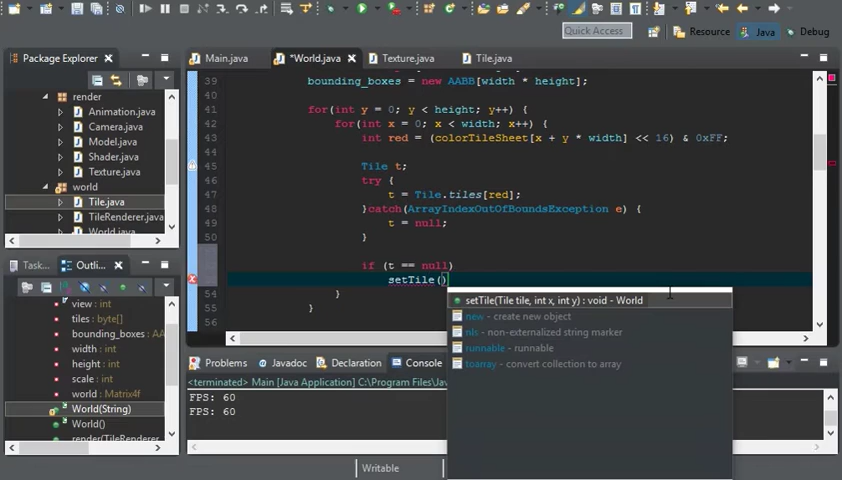 Quick Access
Resource
Java
Debug
Package Explorer
render
Animation.java
Camera.java
Model.java
Shader.java
Texture.java
world
Tile.java
TileRenderer.java
World.java
Task
Outli
view : int
tiles : byte[]
bounding_boxes :
width : int
height : int
scale : int
world : Matrix4f
World(String)
World()
render(TileRenderer
Main.java
*World.java
Texture.java
Tile.java
39
40 bounding_boxes = new AABB[width * height];
41 for(int y = 0; y < height; y++) {
42 for(int x = 0; x < width; x++) {
43 int red = (colorTileSheet[x + y * width] << 16) & 0xFF;
44
45 Tile t;
46 try {
47 t = Tile.tiles[red];
48 }catch(ArrayIndexOutOfBoundsException e) {
49 t = null;
50 }
if (t == null)
setTile()
54 }
55 }
56
setTile(Tile tile, int x, int y) : void - World
new - create new object
nls - non-externalized string marker
runnable - runnable
toarray - convert collection to array
Problems
Javadoc
Declaration
Console
<terminated> Main [Java Application] C:\Program Files\Jav
FPS: 60
FPS: 60
Writable